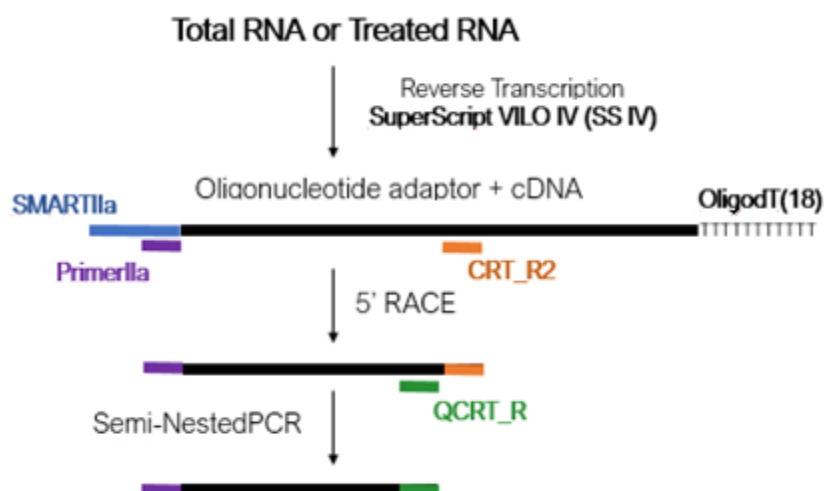 Total RNA or Treated RNA
Reverse Transcription
SuperScript VILO IV (SS IV)
Oligonucleotide adaptor + cDNA
SMARTIIa
OligodT(18)
TTTTTTTTTTT
PrimerIIa
CRT_R2
5' RACE
QCRT_R
Semi-NestedPCR